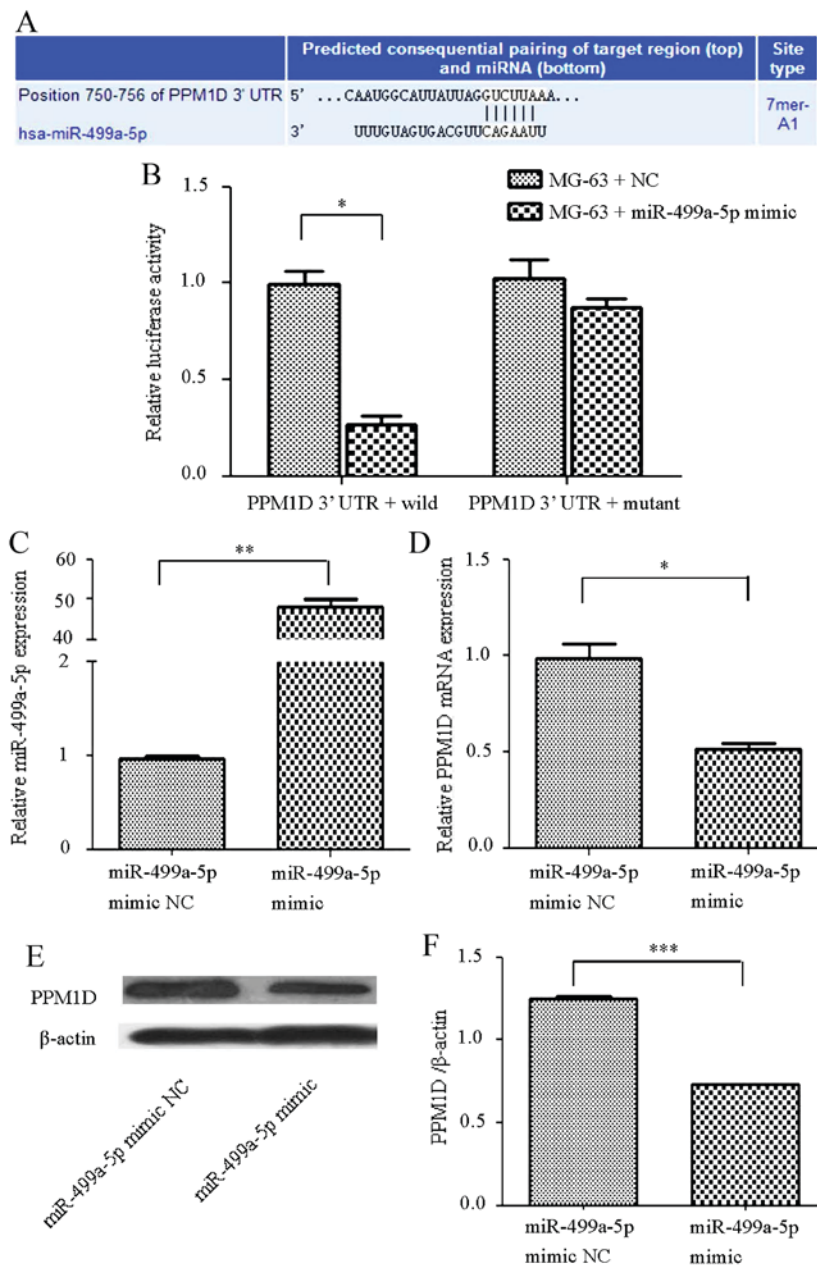 A
Predicted consequential pairing of target region (top) and miRNA (bottom)
Site type
Position 750-756 of PPM1D 3' UTR 5' ...CAAUGGCAUUAUUAGGUCUUAAA...
hsa-miR-499a-5p 3' UUUGUAGUGACGUUCAGAAUU
7mer-A1
B
MG-63 + NC
MG-63 + miR-499a-5p mimic
*
Relative luciferase activity
1.5
1.0
0.5
0.0
PPM1D 3' UTR + wild
PPM1D 3' UTR + mutant
C
**
Relative miR-499a-5p expression
60
50
40
2
1
0
miR-499a-5p mimic NC
miR-499a-5p mimic
D
*
Relative PPM1D mRNA expression
1.5
1.0
0.5
0.0
miR-499a-5p mimic NC
miR-499a-5p mimic
E
PPM1D
β-actin
miR-499a-5p mimic NC
miR-499a-5p mimic
F
***
PPM1D /β-actin
1.5
1.0
0.5
0.0
miR-499a-5p mimic NC
miR-499a-5p mimic